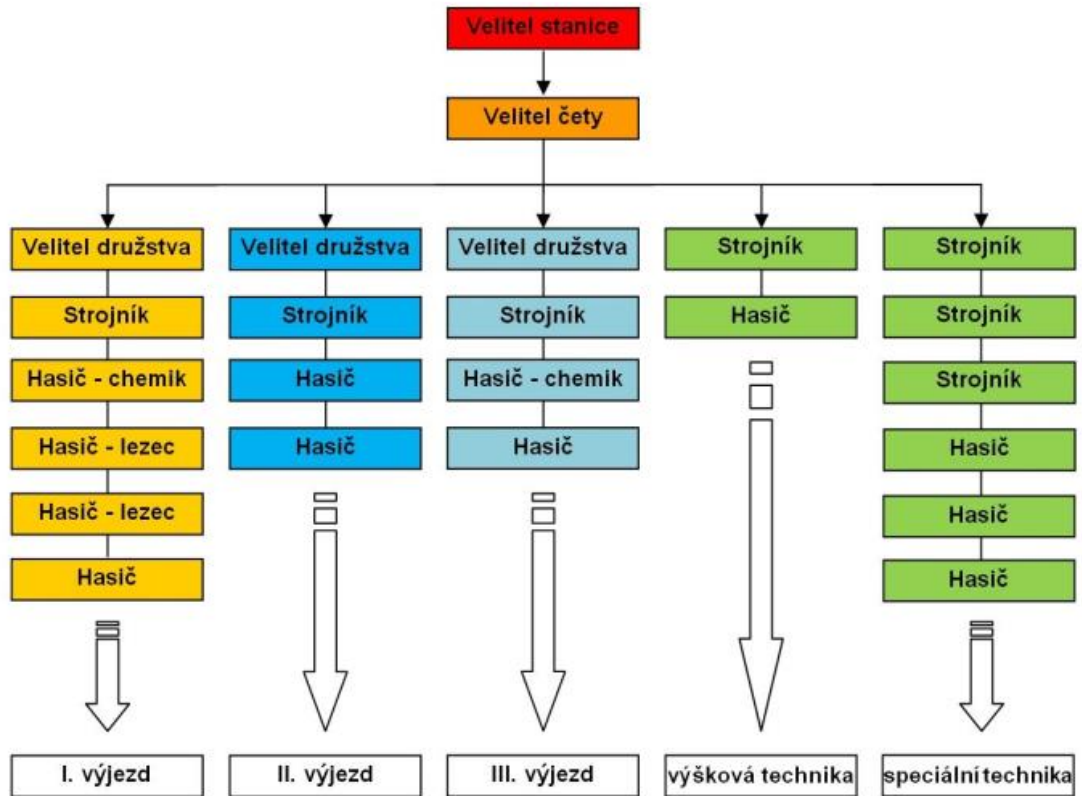 Velitel stanice
Velitel čety
Velitel družstva
Strojník
Hasič - chemik
Hasič - lezec
Hasič - lezec
Hasič
I. výjezd
Velitel družstva
Strojník
Hasič
Hasič
II. výjezd
Velitel družstva
Strojník
Hasič - chemik
Hasič
III. výjezd
Strojník
Hasič
výšková technika
Strojník
Strojník
Strojník
Hasič
Hasič
Hasič
speciální technika